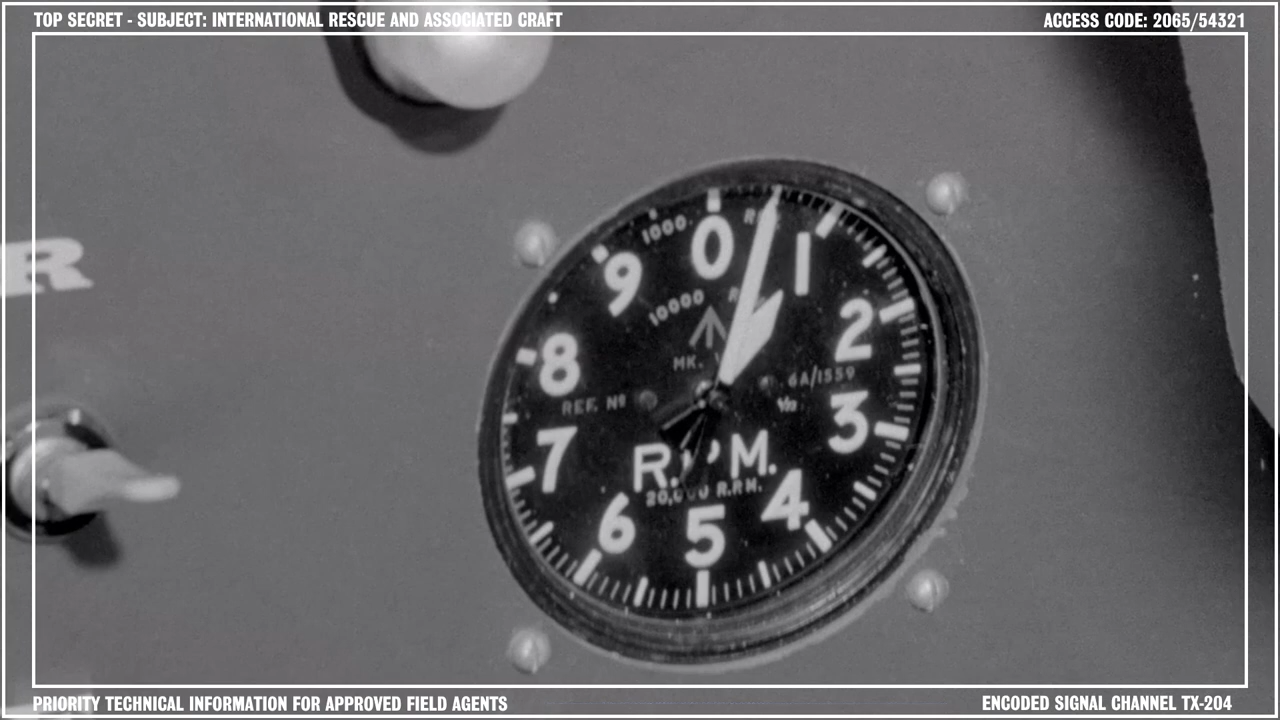 TOP SECRET - SUBJECT: INTERNATIONAL RESCUE AND ASSOCIATED CRAFT
ACCESS CODE: 2065/54321
R
1000
0
1
9
10000
2
MK.
8
6A/1559
REF. Nº
3
7
R.P.M.
20,000 R.P.M.
4
6
5
PRIORITY TECHNICAL INFORMATION FOR APPROVED FIELD AGENTS
ENCODED SIGNAL CHANNEL TX-204